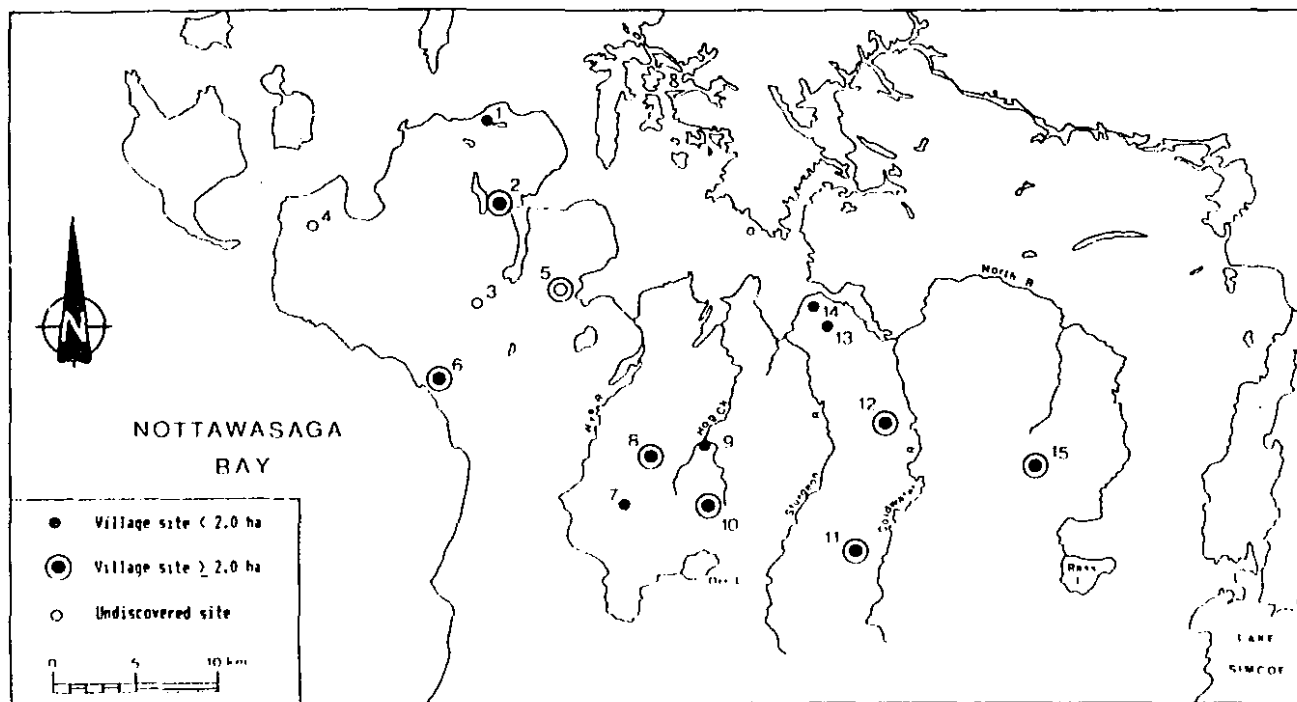 1
2
4
5
3
14
13
North R
6
NOTTAWASAGA
BAY
12
8
9
15
7
10
Sturgeon
R
R
11
N
LAKE
SIMCOE
Village site < 2.0 ha
Village site ≥ 2.0 ha
Undiscovered site
0 5 10 km